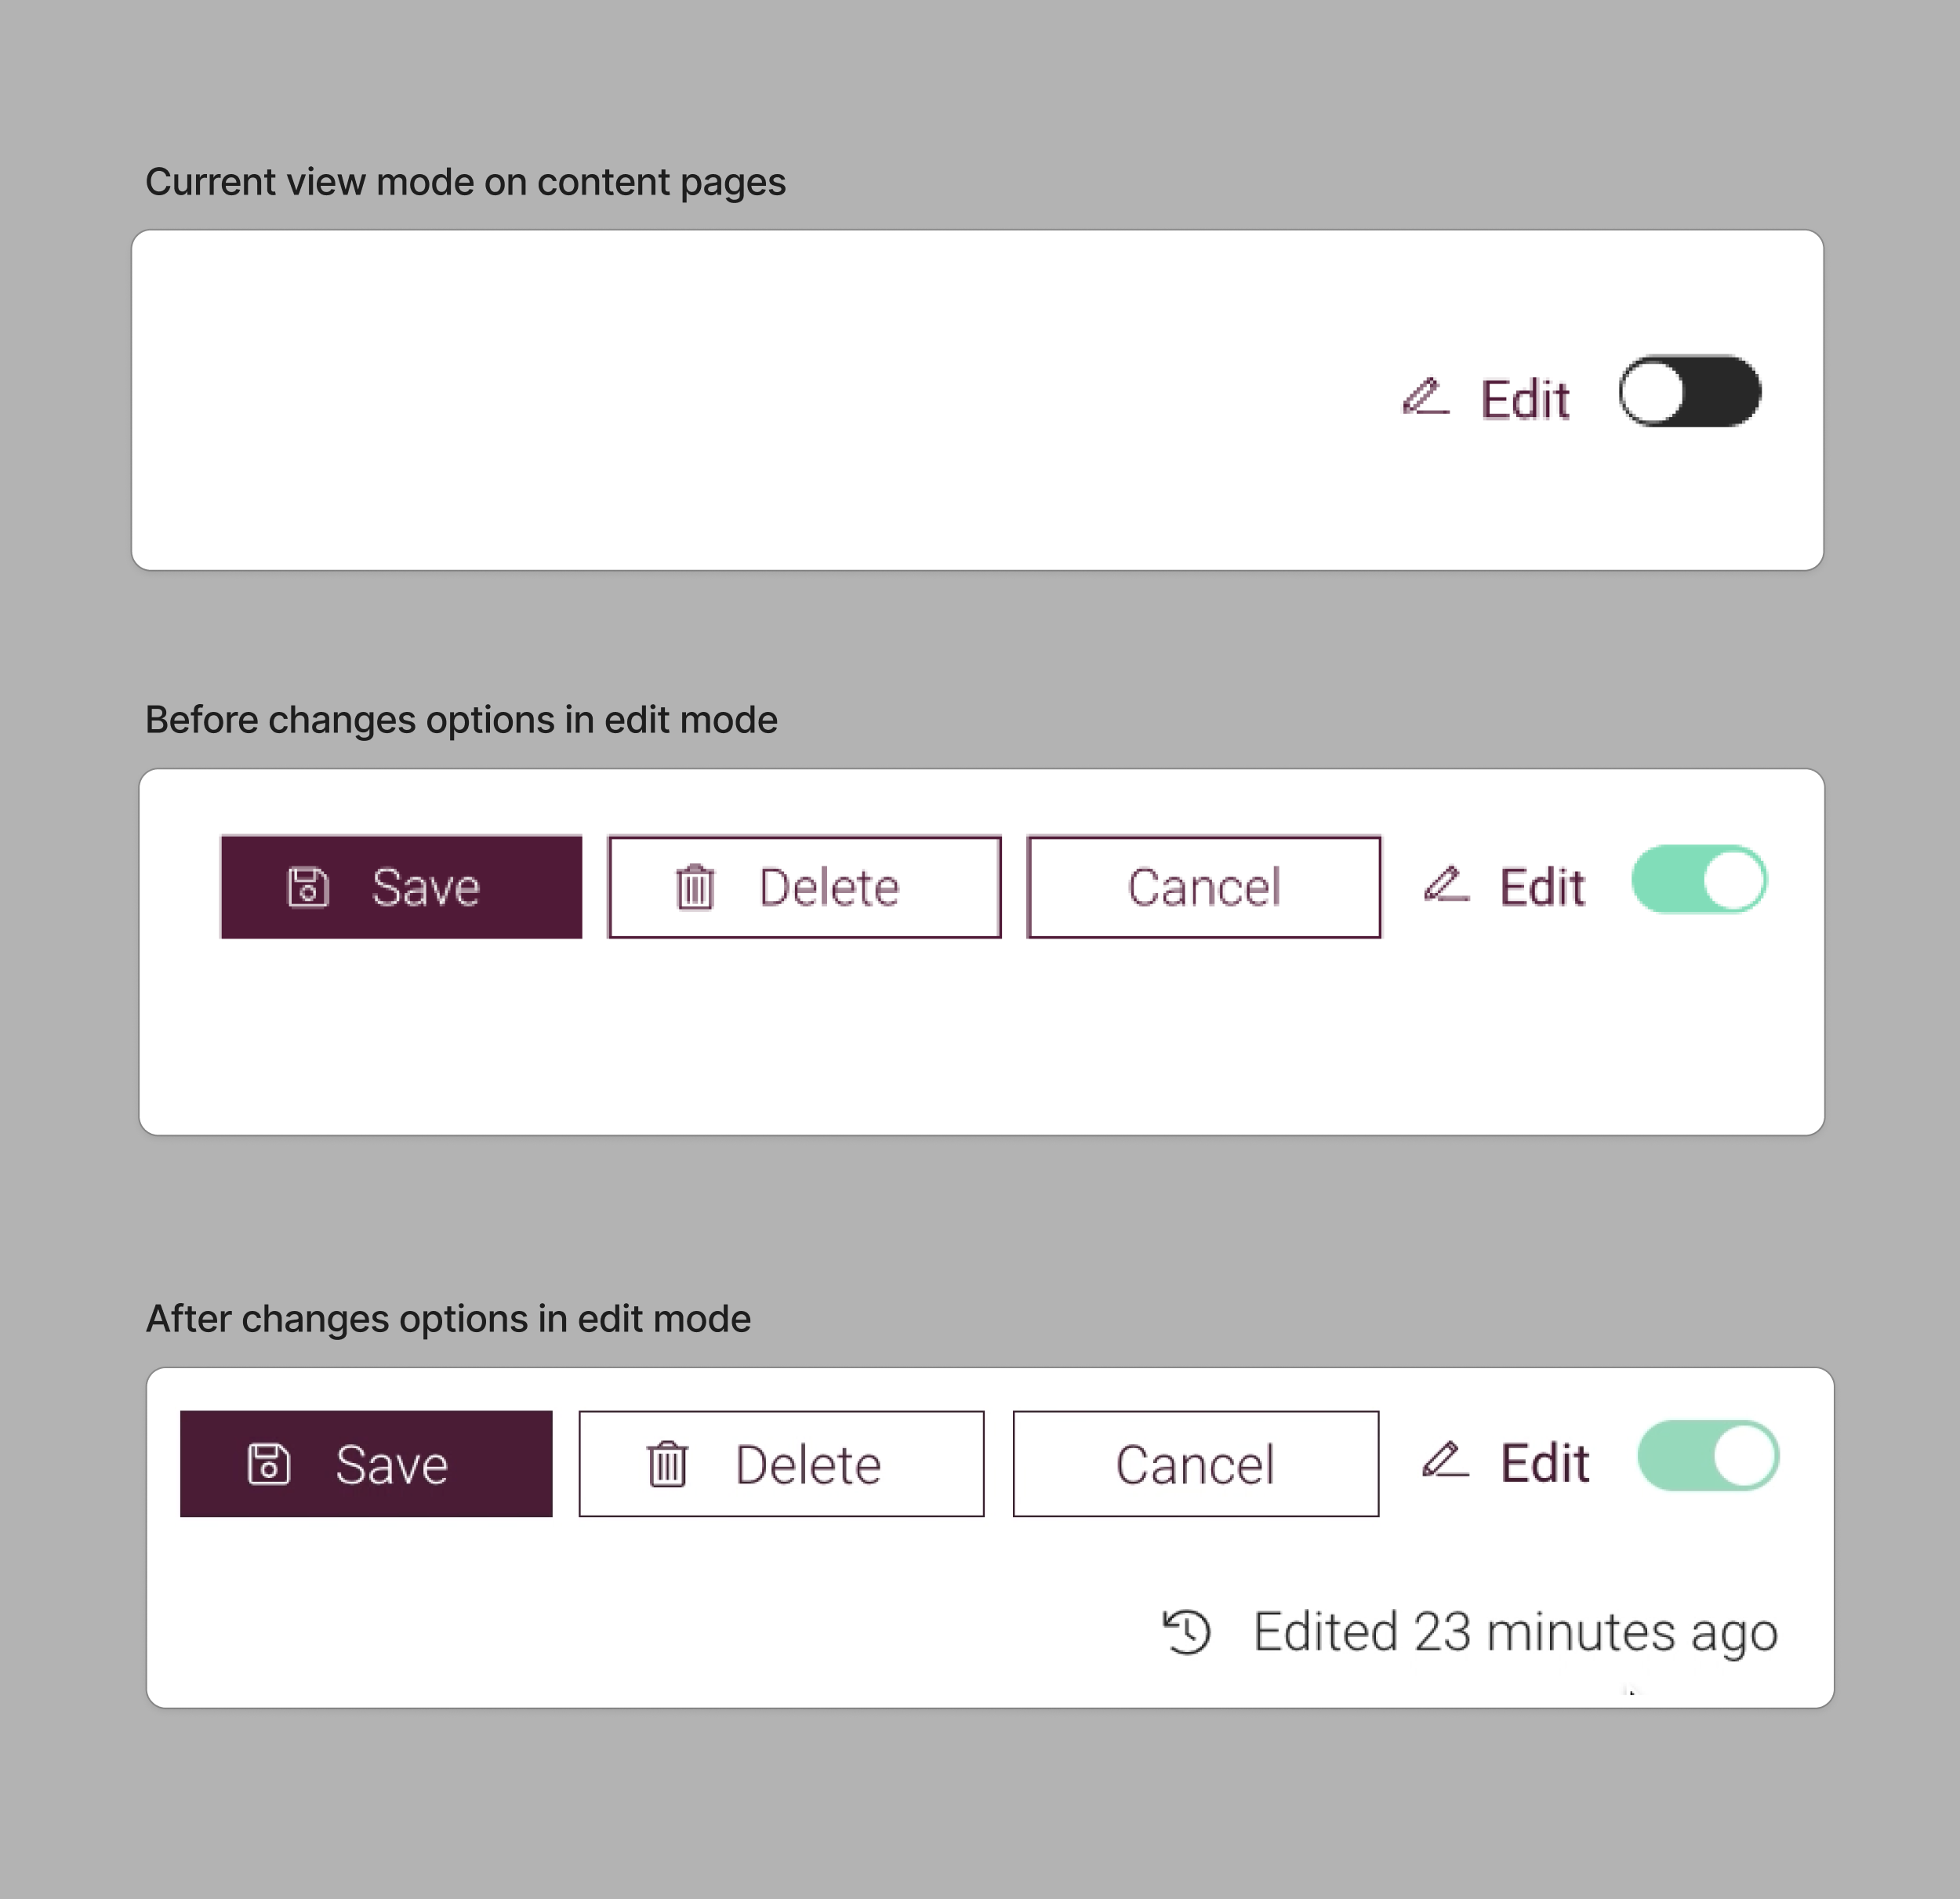 Current view mode on content pages
Edit
Before changes options in edit mode
Save Delete Cancel Edit
After changes options in edit mode
Save Delete Cancel Edit
Edited 23 minutes ago